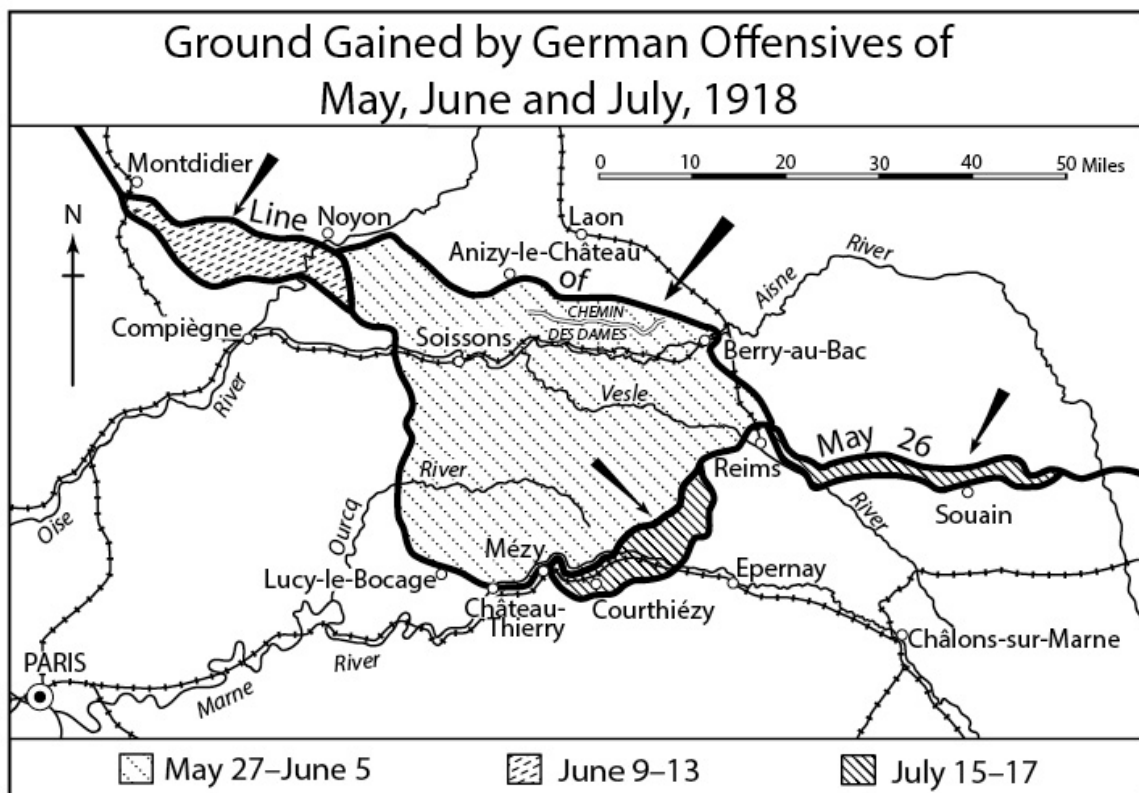 Ground Gained by German Offensives of
May, June and July, 1918
Montdidier
0 10 20 30 40 50 Miles
N
Line
Noyon
Laon
Anizy-le-Château
of
River
Aisne
CHEMIN
DES DAMES
Compiègne
Soissons
Berry-au-Bac
River
Vesle
May 26
Reims
River
Oise
Ourcq
River
Souain
Mézy
Lucy-le-Bocage
Epernay
Château-
Thierry
Courthiézy
Châlons-sur-Marne
PARIS
River
Marne
May 27–June 5
June 9–13
July 15–17